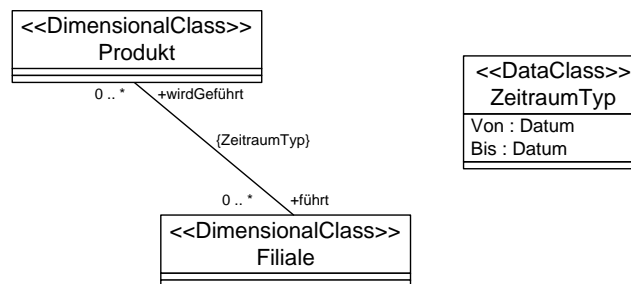 <<DimensionalClass>>
Produkt
0 .. *
+wirdGeführt
{ZeitraumTyp}
0 .. *
+führt
<<DimensionalClass>>
Filiale
<<DataClass>>
ZeitraumTyp
Von : Datum
Bis : Datum